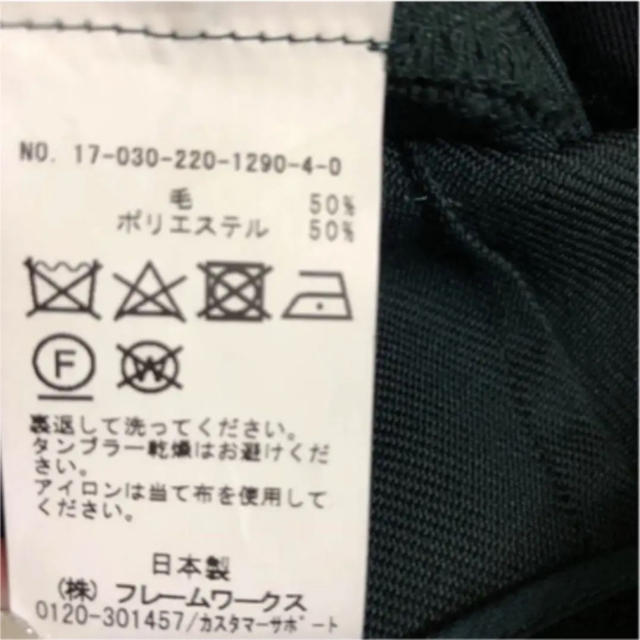 NO. 17-030-220-1290-4-0
毛 50%
ポリエステル 50%
F
W
裏返して洗ってください。
タンブラー乾燥はお避けくだ
さい。
アイロンは当て布を使用して
ください。
日本製
(株) フレームワークス
0120-301457/カスタマーサポート